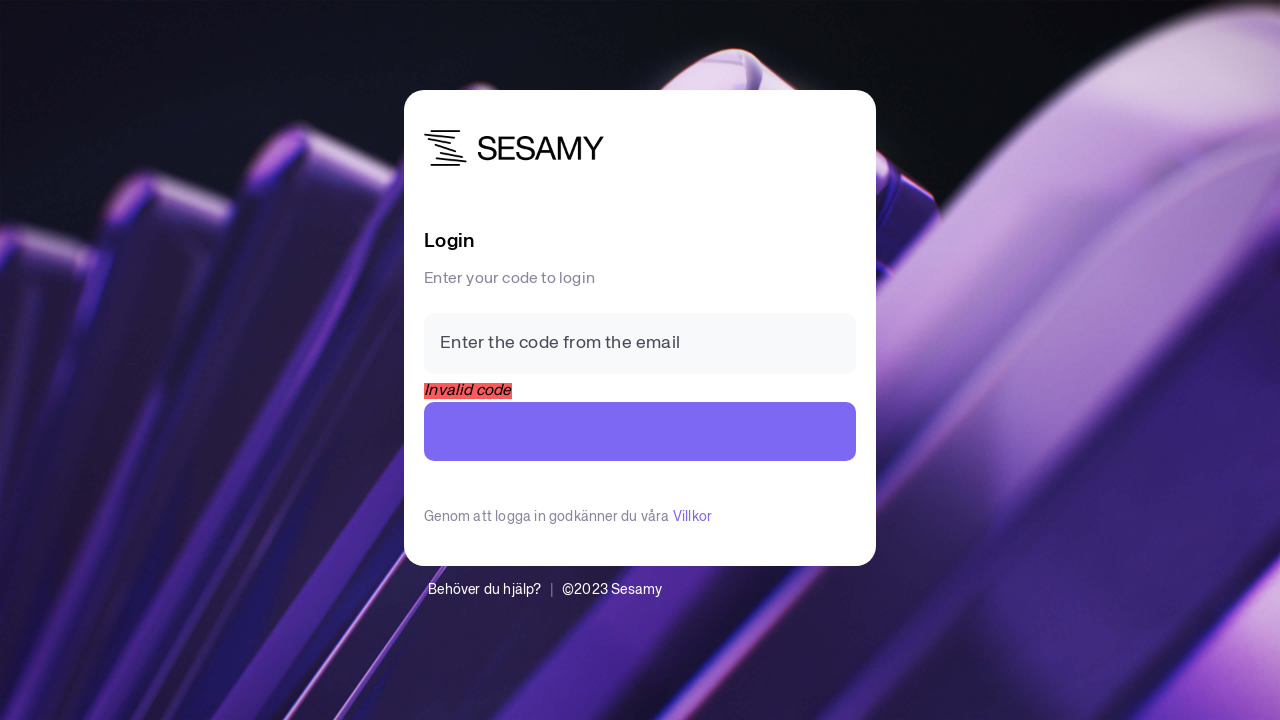 SESAMY
Login
Enter your code to login
Enter the code from the email
Invalid code
Genom att logga in godkänner du våra Villkor
Behöver du hjälp? | ©2023 Sesamy